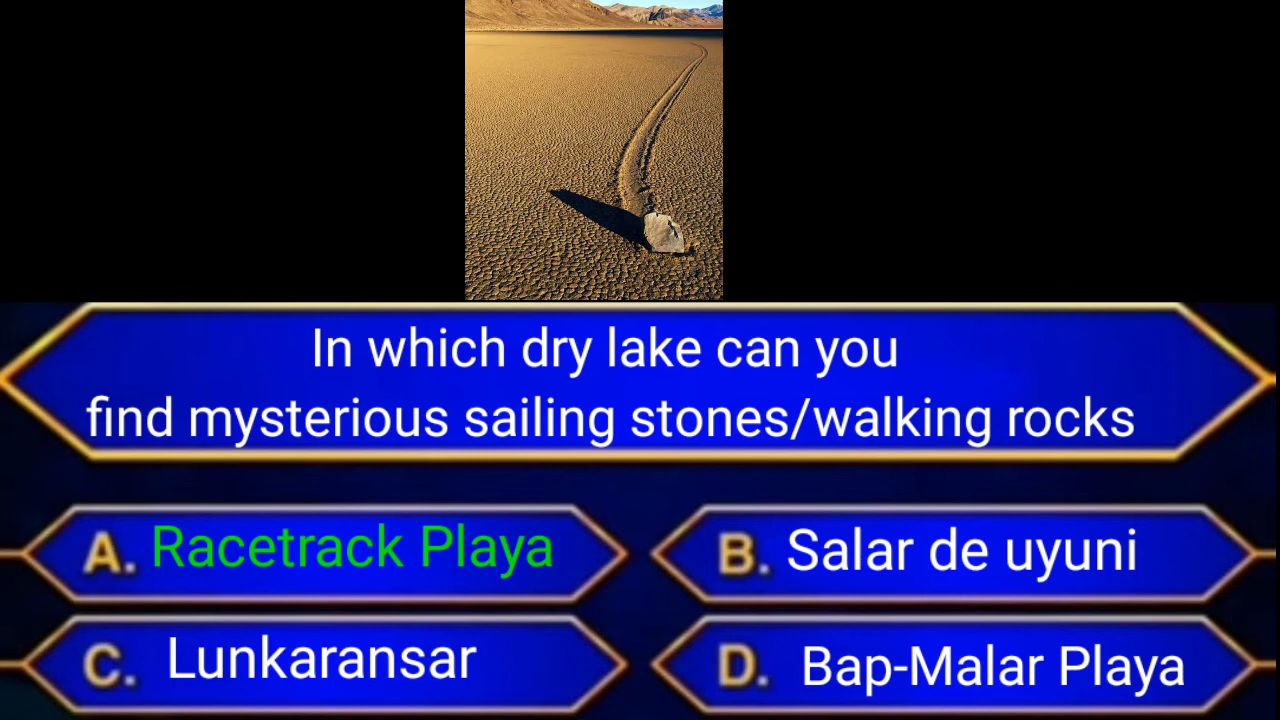 In which dry lake can you
find mysterious sailing stones/walking rocks
A. Racetrack Playa
B. Salar de uyuni
C. Lunkaransar
D. Bap-Malar Playa